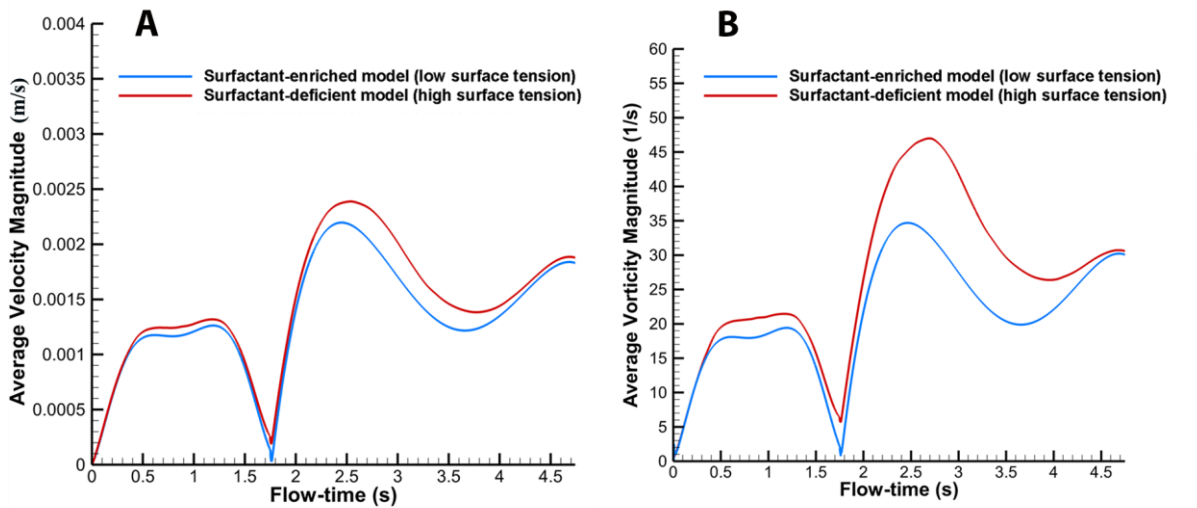 A
Average Velocity Magnitude (m/s)
0.004
0.0035
0.003
0.0025
0.002
0.0015
0.001
0.0005
0
Surfactant-enriched model (low surface tension)
Surfactant-deficient model (high surface tension)
0 0.5 1 1.5 2 2.5 3 3.5 4 4.5
Flow-time (s)
B
Average Vorticity Magnitude (1/s)
60
55
50
45
40
35
30
25
20
15
10
5
0
Surfactant-enriched model (low surface tension)
Surfactant-deficient model (high surface tension)
0 0.5 1 1.5 2 2.5 3 3.5 4 4.5
Flow-time (s)